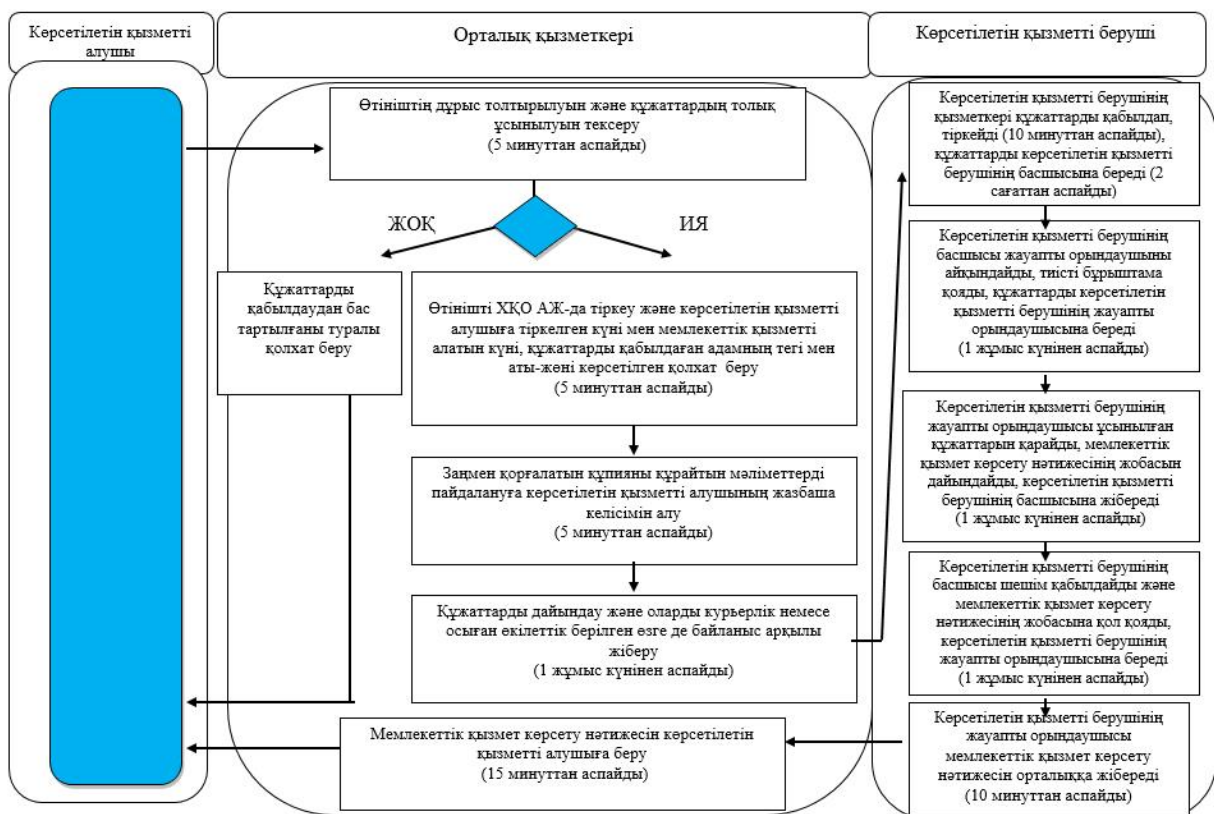 Көрсетілетін қызметті
алушы
Орталық қызметкері
Көрсетілетін қызметті беруші
Өтініштің дұрыс толтырылуын және құжаттардың толық
ұсынылуын тексеру
(5 минуттан аспайды)
ЖОҚ
ИЯ
Құжаттарды
қабылдаудан бас
тартылғаны туралы
қолхат беру
Өтінішті ХҚО АЖ-да тіркеу және көрсетілетін қызметті
алушыға тіркелген күні мен мемлекеттік қызметті
алатын күні, құжаттарды қабылдаған адамның тегі мен
аты-жөні көрсетілген қолхат беру
(5 минуттан аспайды)
Заңмен қорғалатын құпияны құрайтын мәліметтерді
пайдалануға көрсетілетін қызметті алушының жазбаша
келісімін алу
(5 минуттан аспайды)
Құжаттарды дайындау және оларды курьерлік немесе
осыған өкілеттік берілген өзге де байланыс арқылы
жіберу
(1 жұмыс күнінен аспайды)
Мемлекеттік қызмет көрсету нәтижесін көрсетілетін
қызметті алушыға беру
(15 минуттан аспайды)
Көрсетілетін қызметті берушінің
қызметкері құжаттарды қабылдап,
тіркейді (10 минуттан аспайды),
құжаттарды көрсетілетін қызметті
берушінің басшысына береді (2
сағаттан аспайды)
Көрсетілетін қызметті берушінің
басшысы жауапты орындаушыны
айқындайды, тиісті бұрыштама
қояды, құжаттарды көрсетілетін
қызметті берушінің жауапты
орындаушысына береді
(1 жұмыс күнінен аспайды)
Көрсетілетін қызметті берушінің
жауапты орындаушысы ұсынылған
құжаттарын қарайды, мемлекеттік
қызмет көрсету нәтижесінің жобасын
дайындайды, көрсетілетін қызметті
берушінің басшысына жібереді
(1 жұмыс күнінен аспайды)
Көрсетілетін қызметті берушінің
басшысы шешім қабылдайды және
мемлекеттік қызмет көрсету
нәтижесінің жобасына қол қояды,
көрсетілетін қызметті берушінің
жауапты орындаушысына береді
(1 жұмыс күнінен аспайды)
Көрсетілетін қызметті берушінің
жауапты орындаушысы
мемлекеттік қызмет көрсету
нәтижесін орталыққа жібереді
(10 минуттан аспайды)